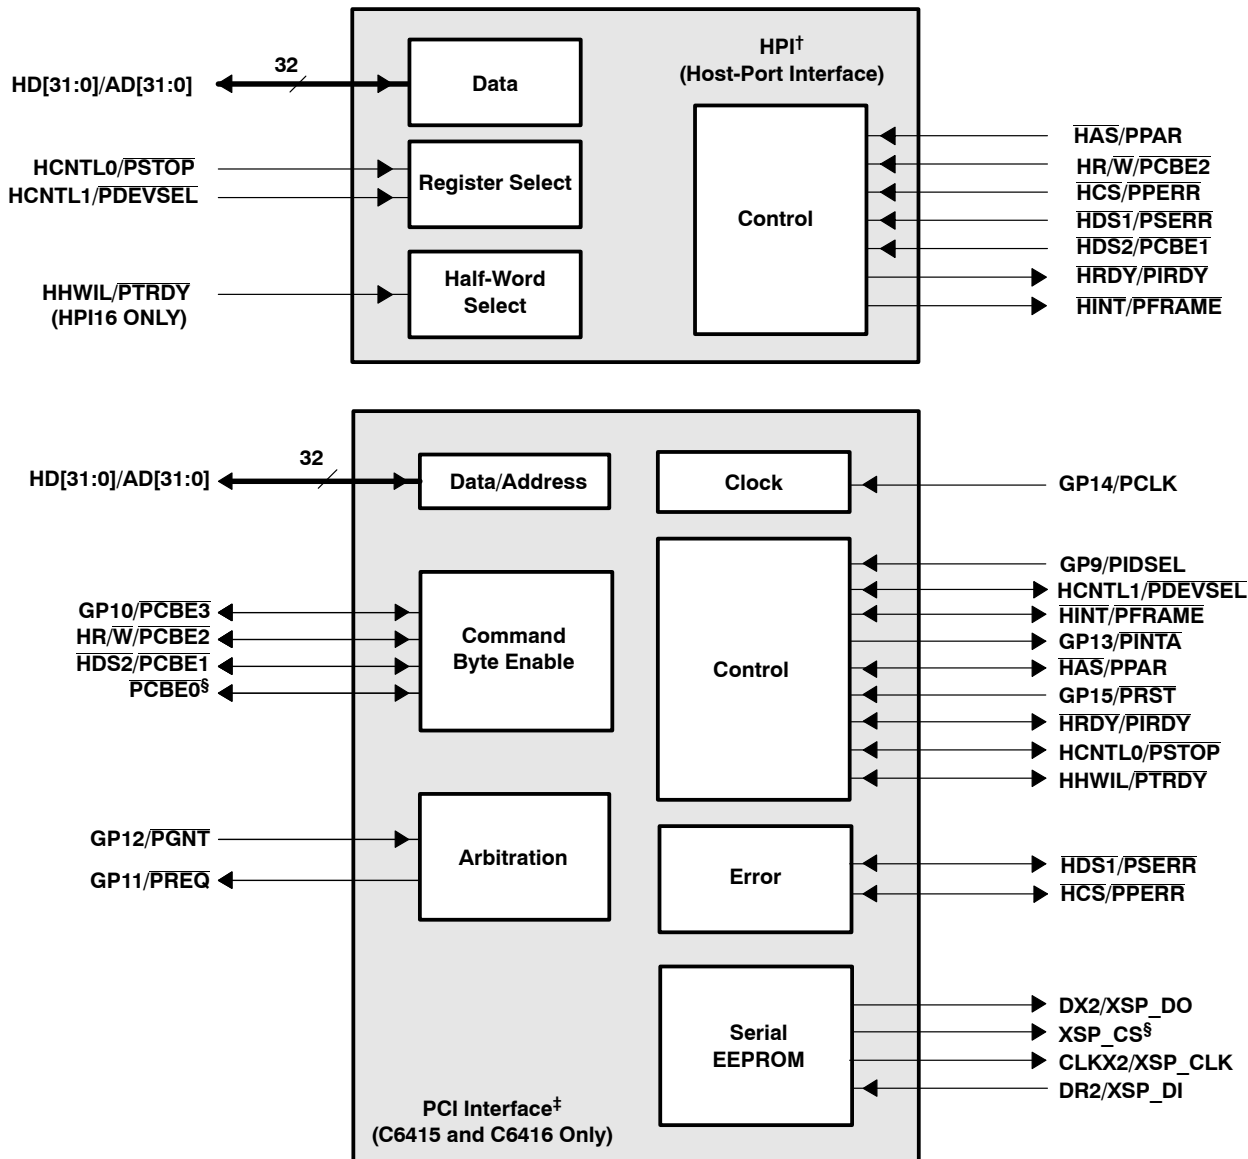 HPI†
(Host-Port Interface)
32
HD[31:0]/AD[31:0]
Data
HCNTL0/PSTOP
HCNTL1/PDEVSEL
Register Select
HHWIL/PTRDY
(HPI16 ONLY)
Half-Word
Select
Control
HAS/PPAR
HR/W/PCBE2
HCS/PPERR
HDS1/PSERR
HDS2/PCBE1
HRDY/PIRDY
HINT/PFRAME
32
HD[31:0]/AD[31:0]
Data/Address
Clock
GP14/PCLK
GP10/PCBE3
HR/W/PCBE2
HDS2/PCBE1
PCBE0§
Command
Byte Enable
Control
GP9/PIDSEL
HCNTL1/PDEVSEL
HINT/PFRAME
GP13/PINTA
HAS/PPAR
GP15/PRST
HRDY/PIRDY
HCNTL0/PSTOP
HHWIL/PTRDY
GP12/PGNT
GP11/PREQ
Arbitration
Error
HDS1/PSERR
HCS/PPERR
Serial
EEPROM
DX2/XSP_DO
XSP_CS§
CLKX2/XSP_CLK
DR2/XSP_DI
PCI Interface‡
(C6415 and C6416 Only)